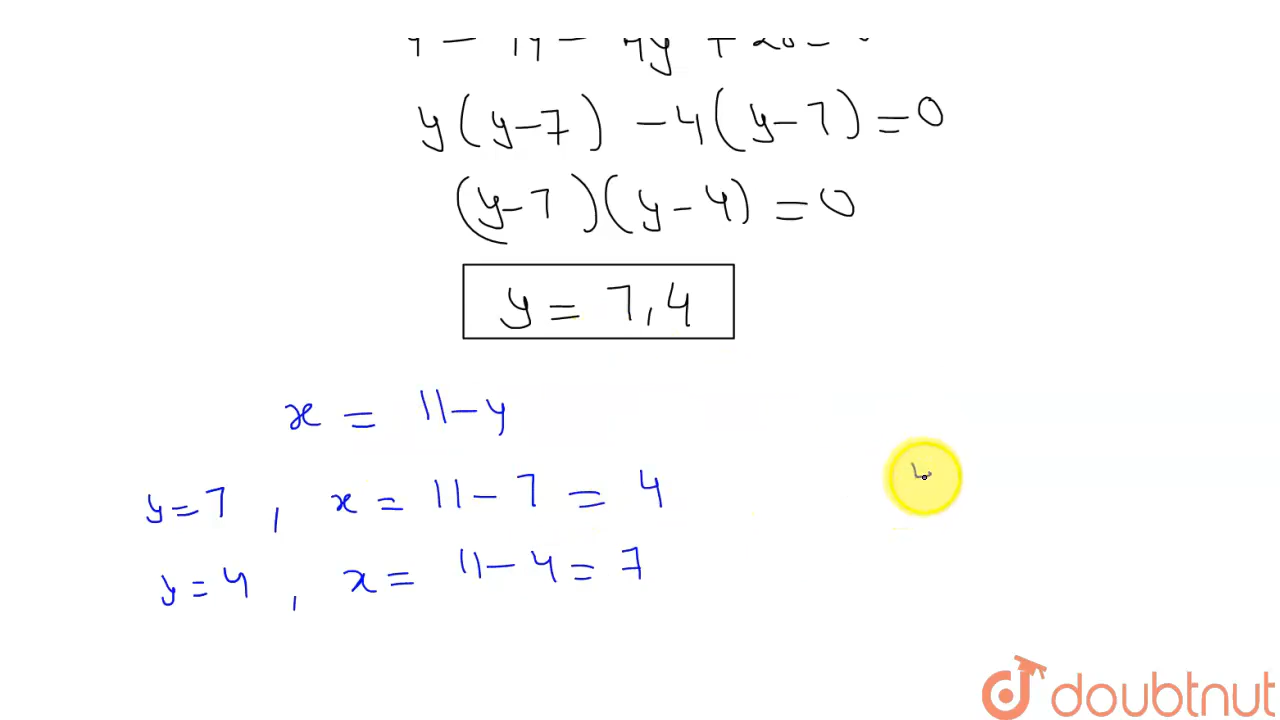 y(y-7) -4(y-7)=0
(y-7)(y-4)=0
y= 7,4
x = 11-y
y=7, x= 11-7 = 4
y=4, x= 11-4= 7
doubtnut